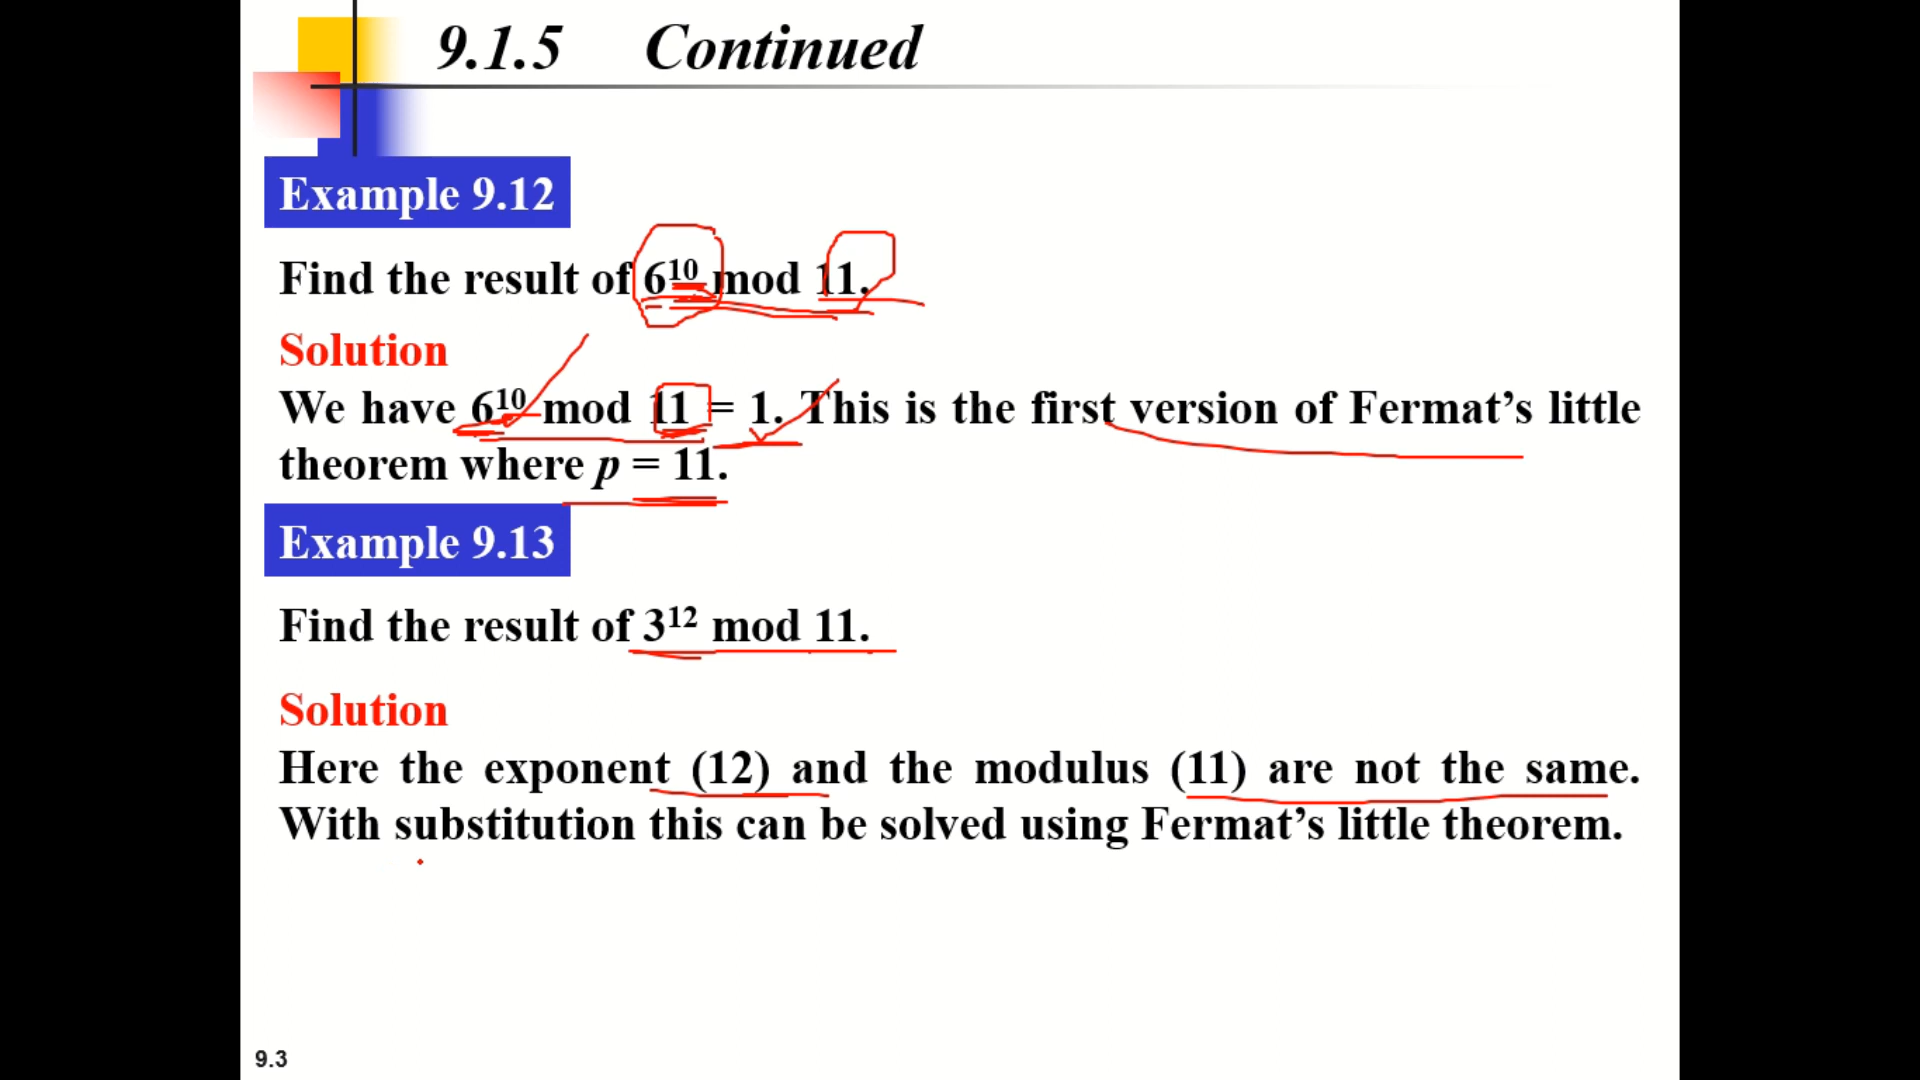 9.1.5 Continued
Example 9.12
Find the result of 6¹⁰ mod 11.
Solution
We have 6¹⁰ mod 11 = 1. This is the first version of Fermat’s little
theorem where p = 11.
Example 9.13
Find the result of 3¹² mod 11.
Solution
Here the exponent (12) and the modulus (11) are not the same.
With substitution this can be solved using Fermat’s little theorem.
9.3